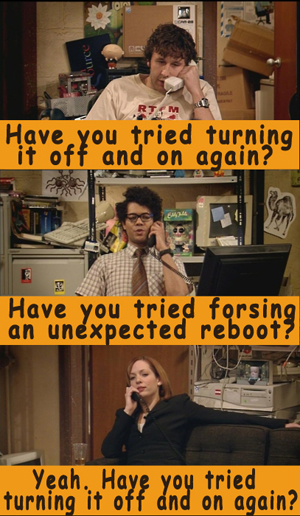 RTFM
Have you tried turning
it off and on again?
Have you tried forsing
an unexpected reboot?
Yeah. Have you tried
turning it off and on again?